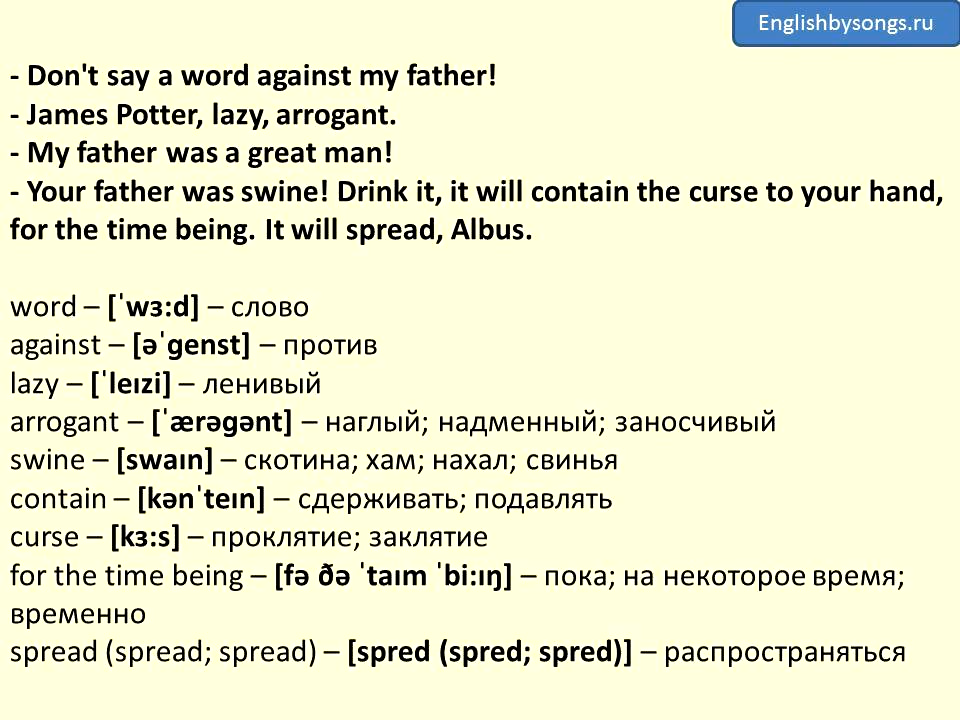 Englishbysongs.ru
- Don't say a word against my father!
- James Potter, lazy, arrogant.
- My father was a great man!
- Your father was swine! Drink it, it will contain the curse to your hand,
for the time being. It will spread, Albus.
word – [ˈwɜ:d] – слово
against – [əˈgenst] – против
lazy – [ˈleɪzi] – ленивый
arrogant – [ˈærəgənt] – наглый; надменный; заносчивый
swine – [swaɪn] – скотина; хам; нахал; свинья
contain – [kənˈteɪn] – сдерживать; подавлять
curse – [kɜ:s] – проклятие; заклятие
for the time being – [fə ðə ˈtaɪm ˈbi:ɪŋ] – пока; на некоторое время;
временно
spread (spread; spread) – [spred (spred; spred)] – распространяться